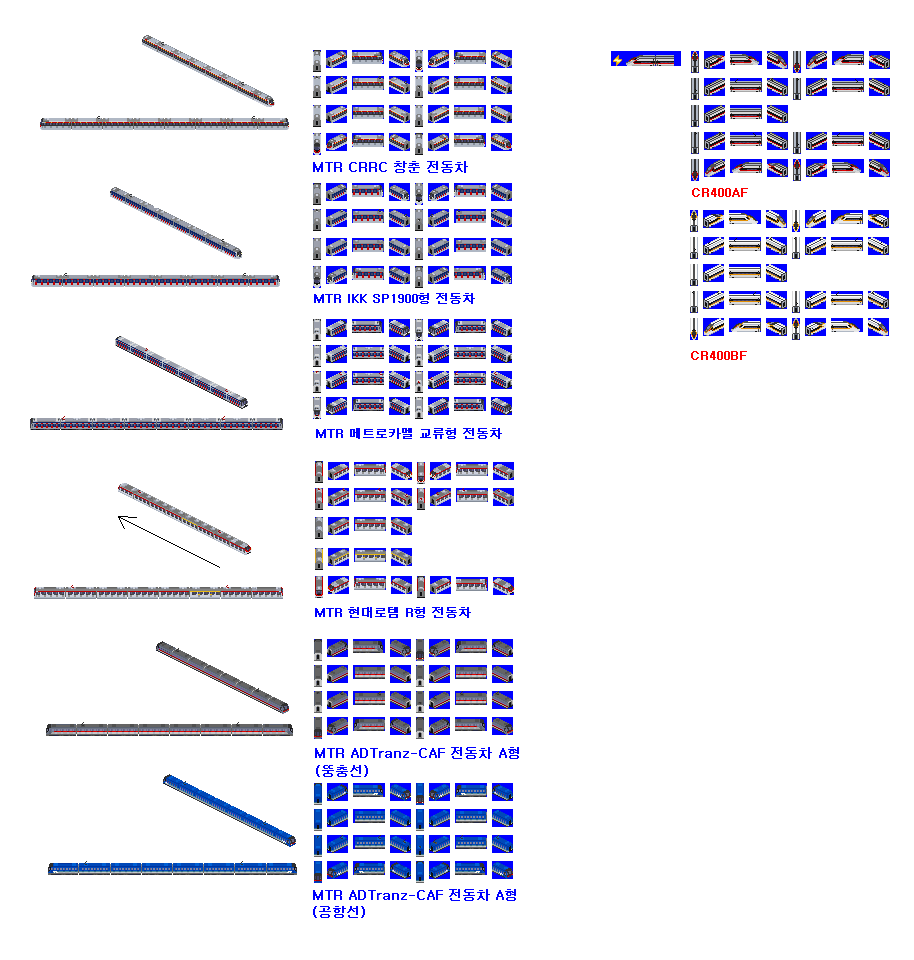 MTR CRRC 창춘 전동차
MTR IKK SP1900형 전동차
MTR 메트로카멜 교류형 전동차
MTR 현대로템 R형 전동차
MTR ADTranz-CAF 전동차 A형
(뚱충선)
MTR ADTranz-CAF 전동차 A형
(공항선)
CR400AF
CR400BF